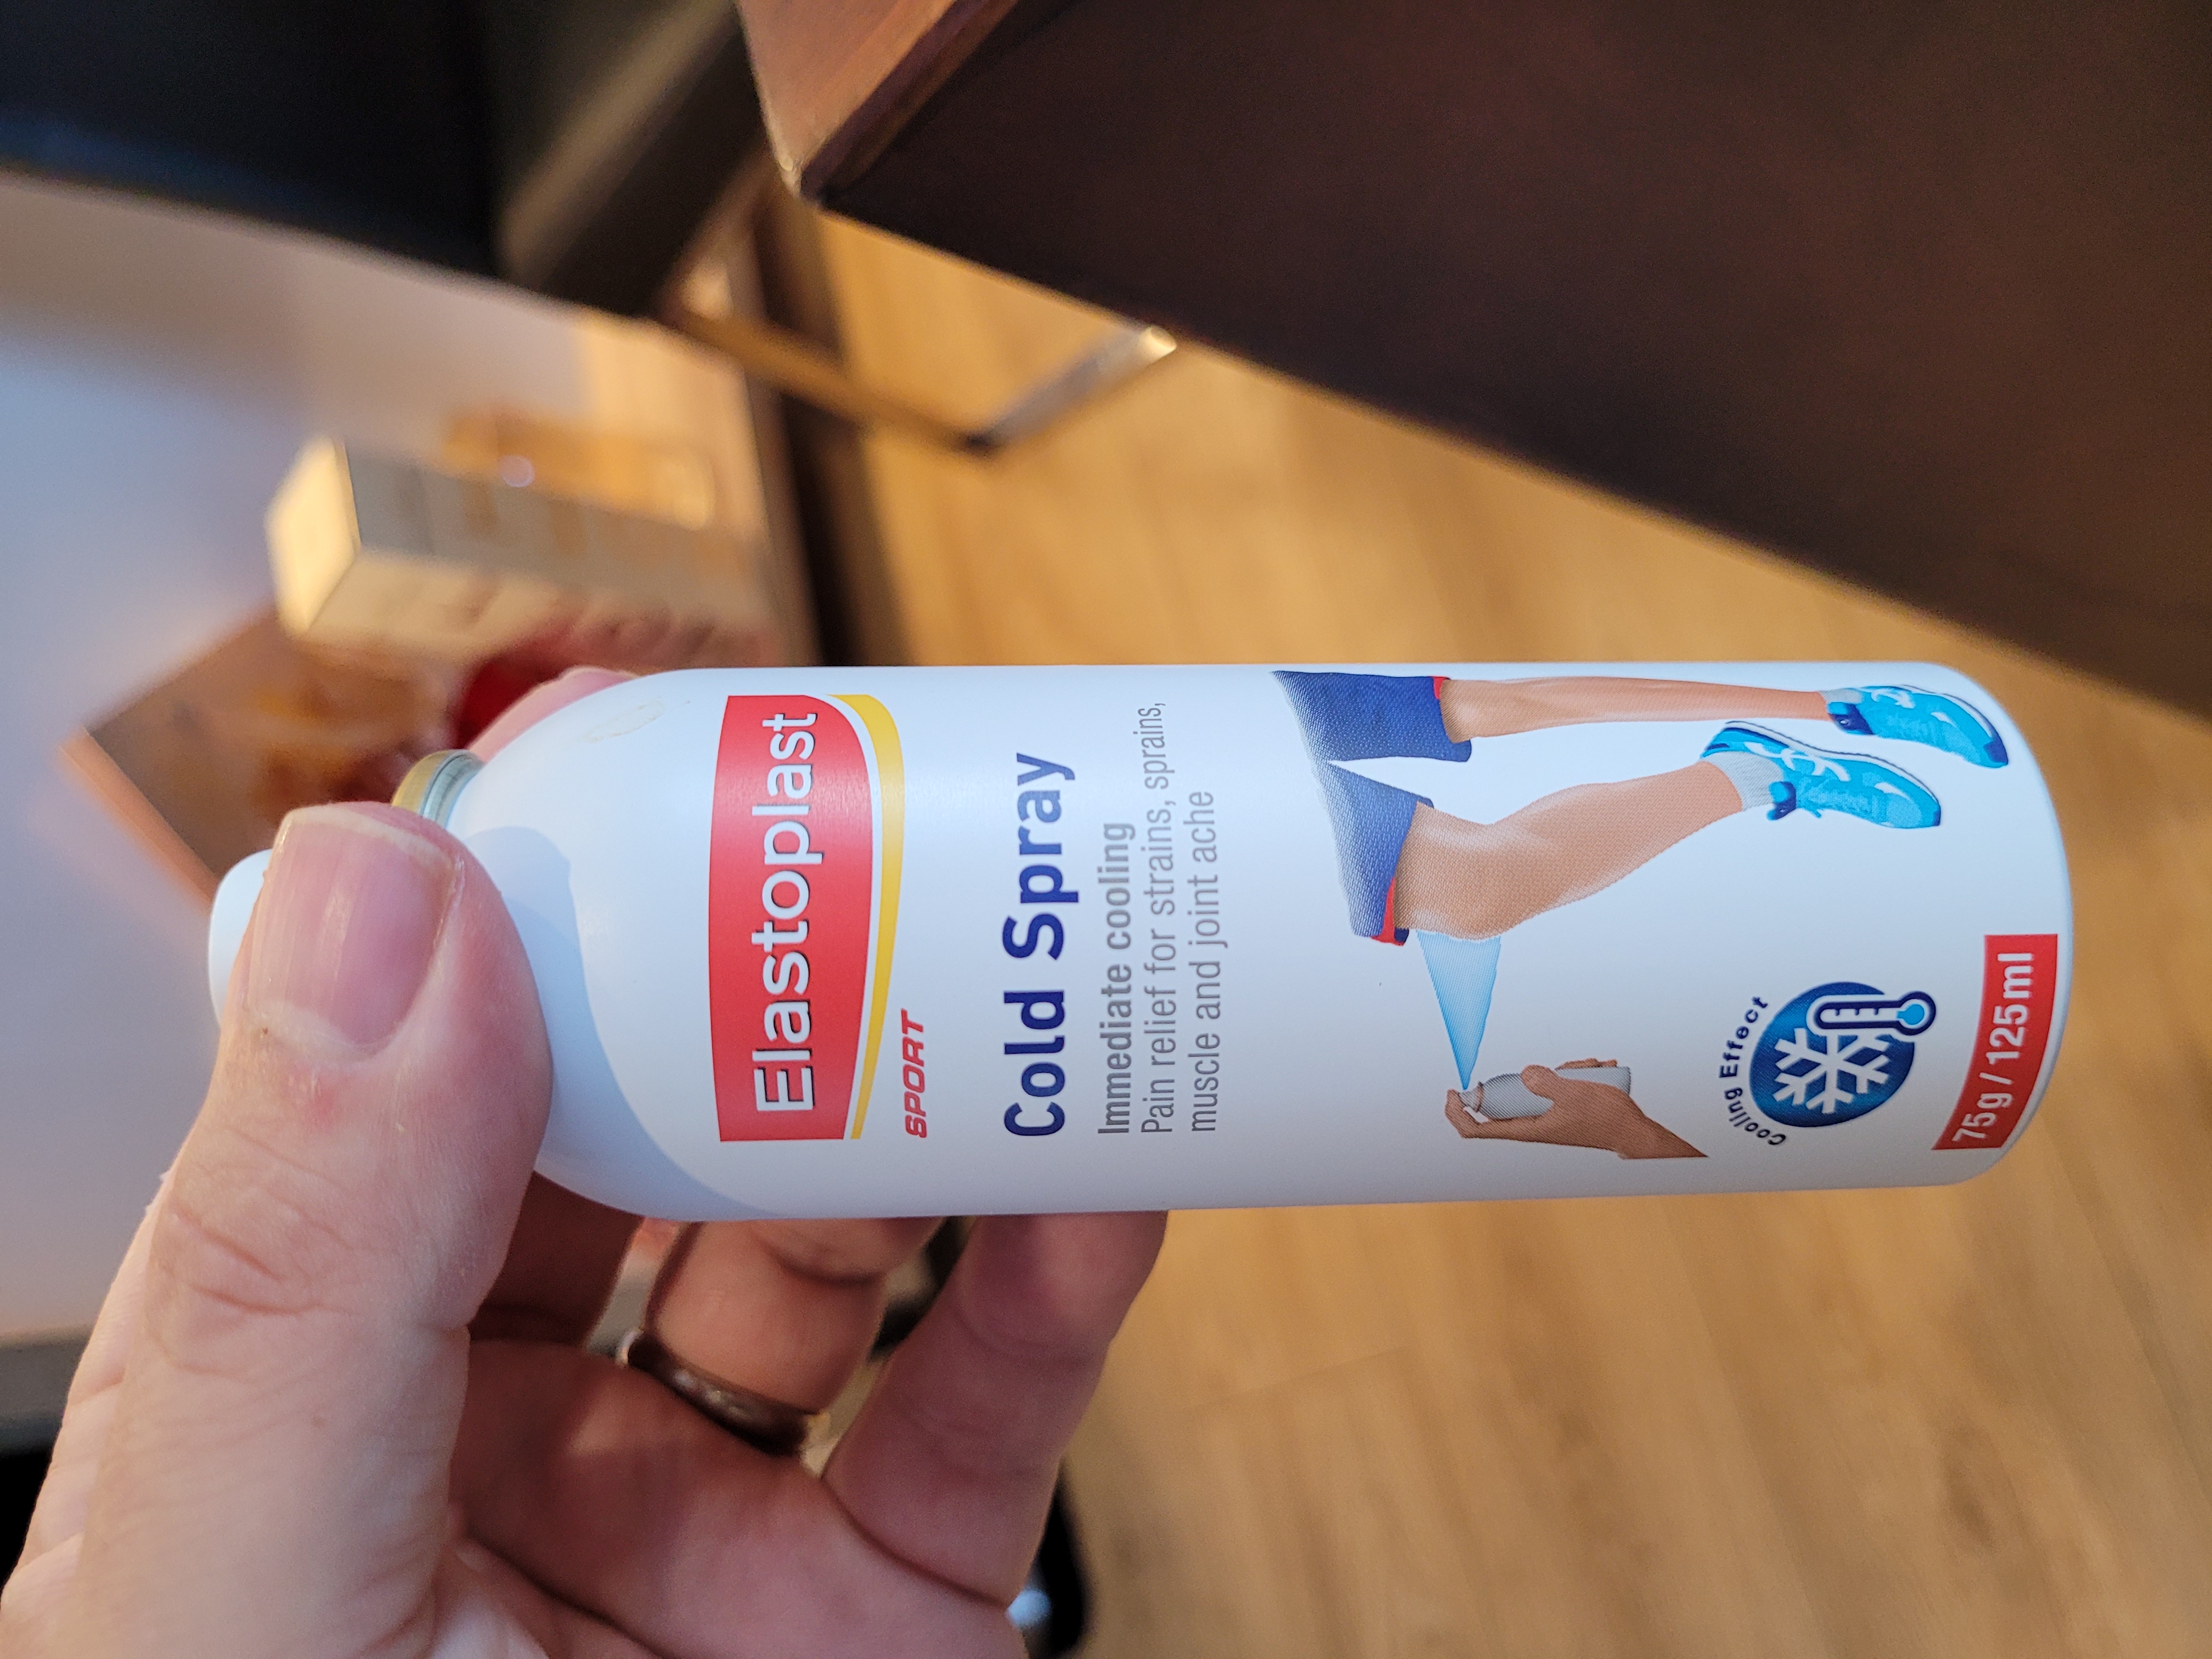 Elastoplast
SPORT
Cold Spray
Immediate cooling
Pain relief for strains, sprains,
muscle and joint ache
Cooling Effect
75g / 125ml